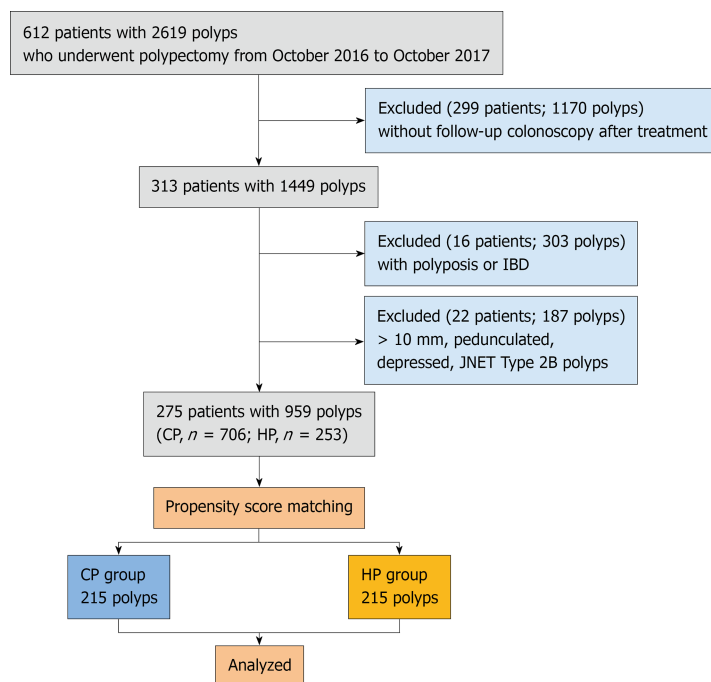 612 patients with 2619 polyps
who underwent polypectomy from October 2016 to October 2017
Excluded (299 patients; 1170 polyps)
without follow-up colonoscopy after treatment
313 patients with 1449 polyps
Excluded (16 patients; 303 polyps)
with polyposis or IBD
Excluded (22 patients; 187 polyps)
> 10 mm, pedunculated,
depressed, JNET Type 2B polyps
275 patients with 959 polyps
(CP, n = 706; HP, n = 253)
Propensity score matching
CP group
215 polyps
HP group
215 polyps
Analyzed